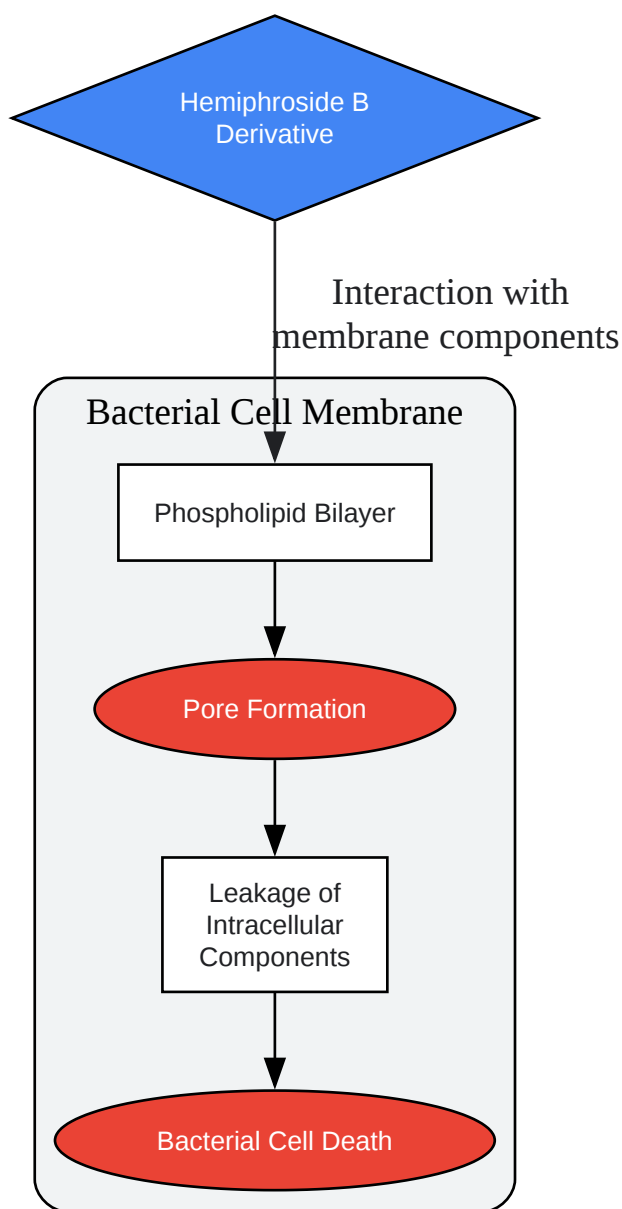 Hemiphroside B
Derivative
Interaction with
membrane components
Bacterial Cell Membrane
Phospholipid Bilayer
Pore Formation
Leakage of
Intracellular
Components
Bacterial Cell Death